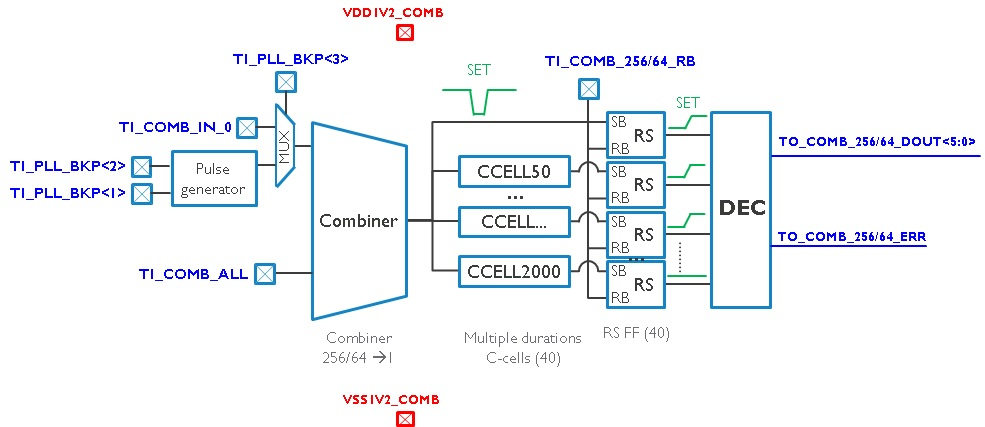 VDD1V2_COMB
TI_PLL_BKP<3>
SET
TI_COMB_256/64_RB
TI_COMB_IN_0
MUX
TI_PLL_BKP<2>
Pulse
generator
TI_PLL_BKP<1>
Combiner
TI_COMB_ALL
CCELL50
...
CCELL...
CCELL2000
SB
RS
RB
SET
SB
RS
RB
SB
RS
RB
...
SB
RS
RB
DEC
TO_COMB_256/64_DOUT<5:0>
TO_COMB_256/64_ERR
Combiner
256/64 →1
Multiple durations
C-cells (40)
RS FF (40)
VSS1V2_COMB